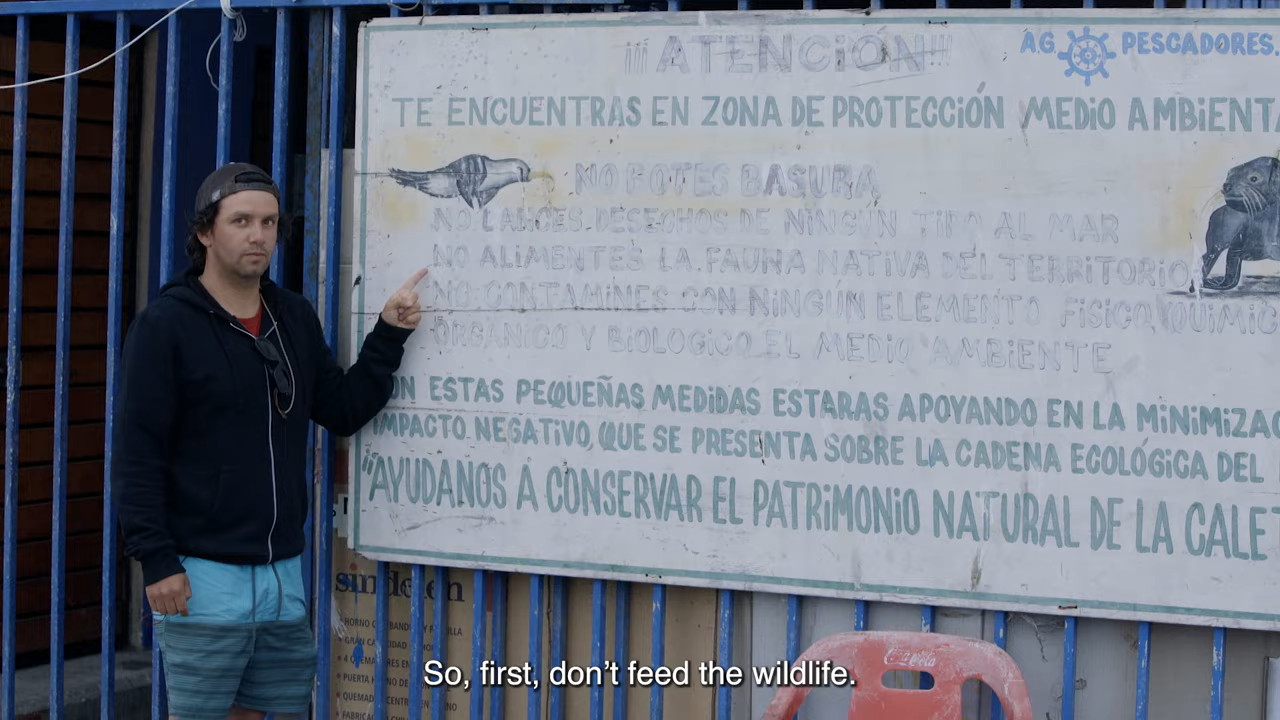 ¡¡¡ATENCIÓN!!!
AG PESCADORES.
TE ENCUENTRAS EN ZONA DE PROTECCIÓN MEDIO AMBIENTA
NO BOTES BASURA
NO LANCES DESECHOS DE NINGÚN TIPO AL MAR
NO ALIMENTES LA FAUNA NATIVA DEL TERRITORIO
NO CONTAMINES CON NINGÚN ELEMENTO FISICO, QUIMIC
ORGANICO Y BIOLOGICO EL MEDIO AMBIENTE
ON ESTAS PEQUEÑAS MEDIDAS ESTARAS APOYANDO EN LA MINIMIZAC
IMPACTO NEGATIVO, QUE SE PRESENTA SOBRE LA CADENA ECOLÓGICA DEL
"AYUDANOS A CONSERVAR EL PATRIMONIO NATURAL DE LA CALE
sindelen
Coca-Cola
So, first, don't feed the wildlife.